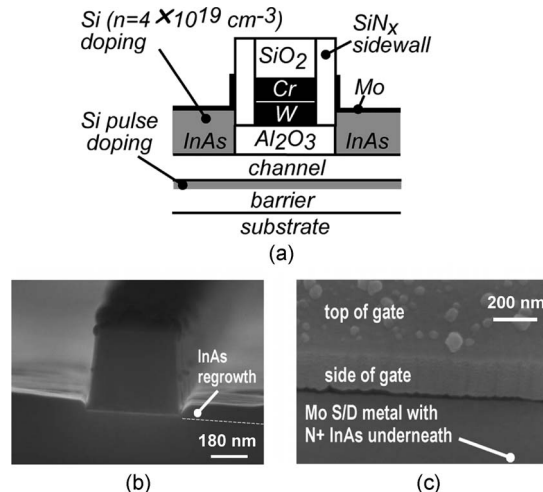 Si (n=4×10¹⁹ cm-3)
doping
SiNₓ
sidewall
SiO₂
Cr
W
Mo
Si pulse
doping
InAs
Al₂O₃
InAs
channel
barrier
substrate
(a)
InAs
regrowth
180 nm
(b)
200 nm
top of gate
side of gate
Mo S/D metal with
N+ InAs underneath
(c)